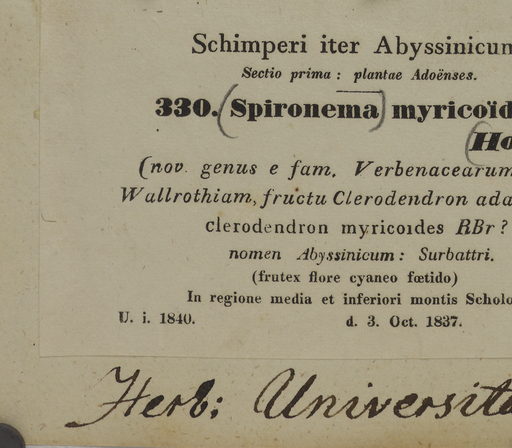 Schimperi iter Abyssinicum
Sectio prima: plantae Adoënses.
330. (Spironema) myricoïd
(Ho
(nov. genus e fam. Verbenacearum
Wallrothiam, fructu Clerodendron ada
clerodendron myricoides RBr?
nomen Abyssinicum: Surbattri.
(frutex flore cyaneo fœtido)
In regione media et inferiori montis Scholo
U. i. 1840. d. 3. Oct. 1837.
Herb: Universita